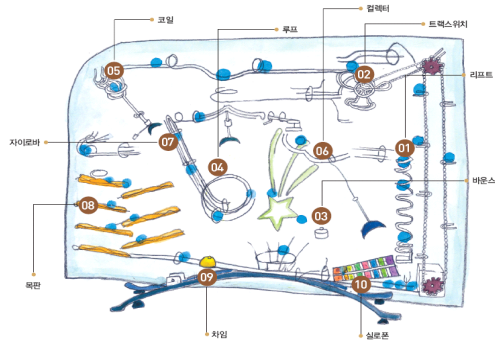 코일
컬렉터
트랙스위치
루프
05
02
리프트
자이로바
07
01
06
04
바운스
08
03
목판
09
10
차임
실로폰